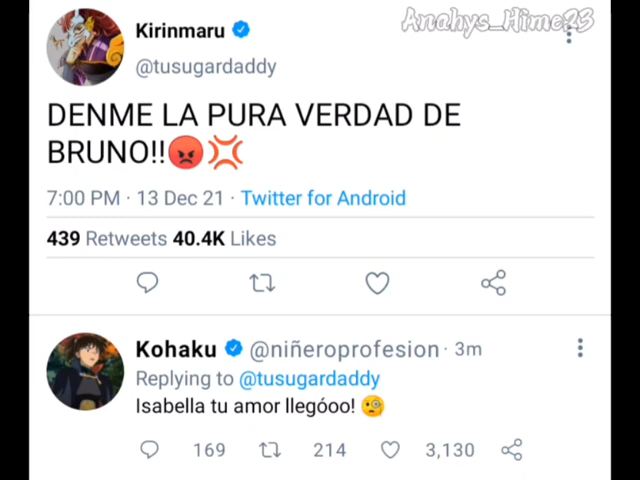 Anahys_Hime23
Kirinmaru
@tusugardaddy
DENME LA PURA VERDAD DE
BRUNO!!😡💢
7:00 PM · 13 Dec 21 · Twitter for Android
439 Retweets 40.4K Likes
Kohaku @niñeroprofesion · 3m
Replying to @tusugardaddy
Isabella tu amor llegóoo! 🧐
169 214 3,130